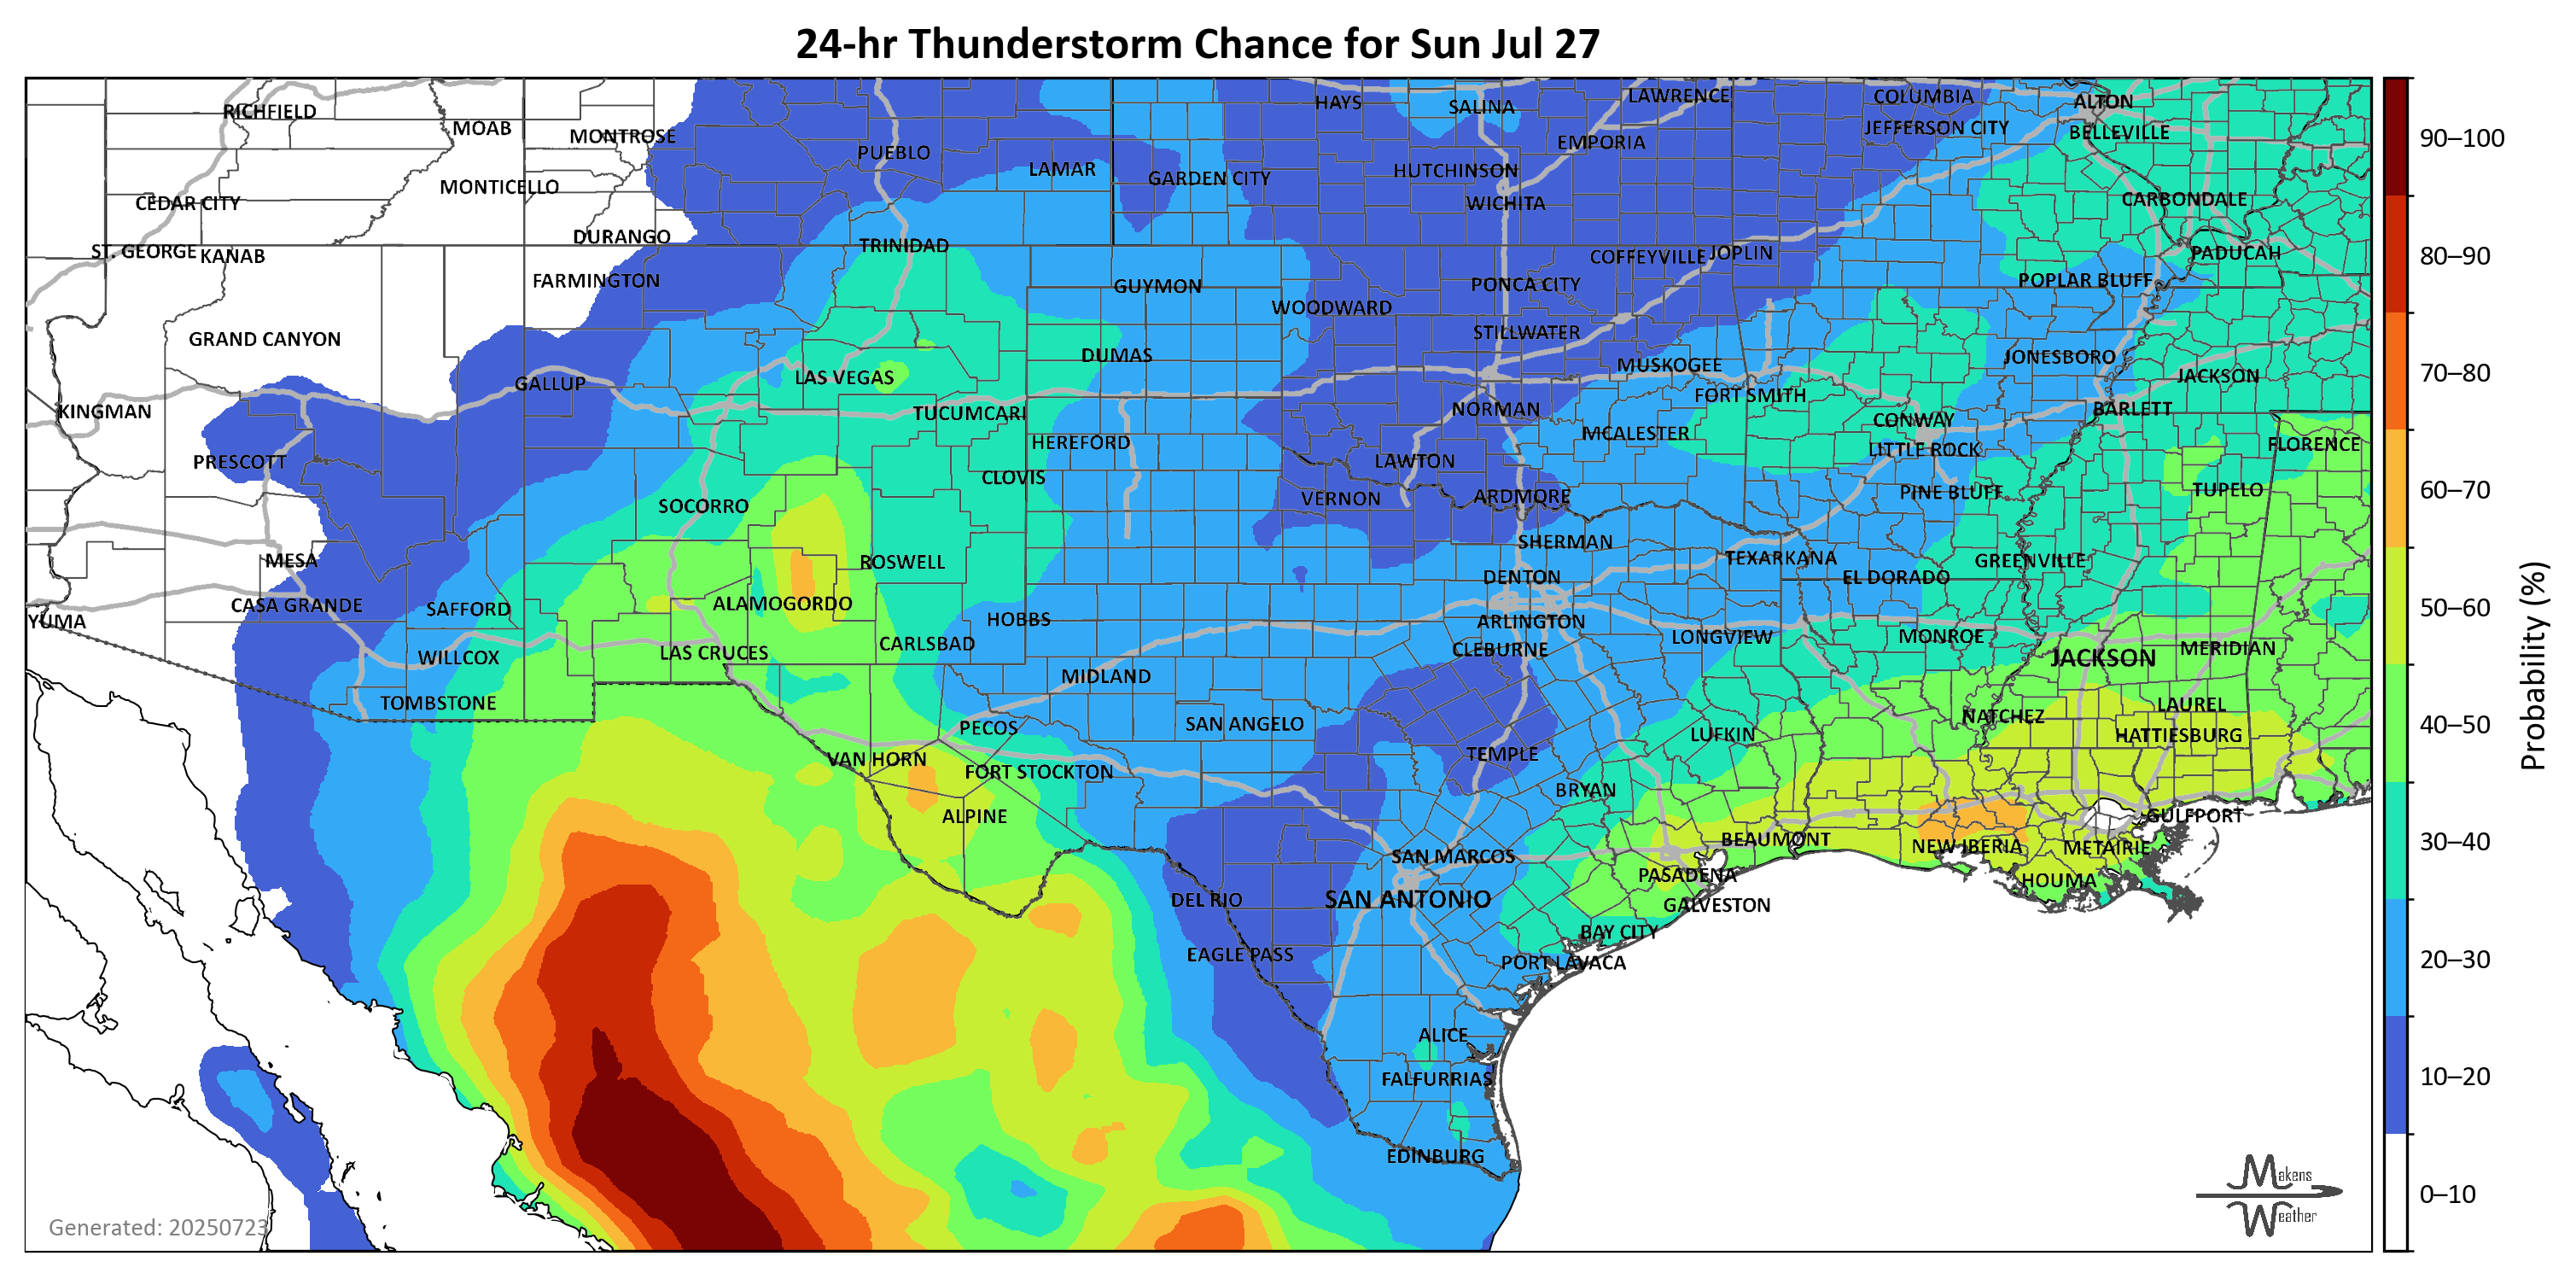 24-hr Thunderstorm Chance for Sun Jul 27
RICHFIELD
MOAB
MONTROSE
PUEBLO
LAMAR
GARDEN CITY
HAYS
SALINA
LAWRENCE
EMPORIA
HUTCHINSON
WICHITA
COLUMBIA
JEFFERSON CITY
ALTON
BELLEVILLE
CARBONDALE
PADUCAH
MONTICELLO
CEDAR CITY
DURANGO
ST. GEORGE
KANAB
TRINIDAD
FARMINGTON
GUYMON
WOODWARD
PONCA CITY
COFFEYVILLE
JOPLIN
POPLAR BLUFF
GRAND CANYON
STILLWATER
DUMAS
MUSKOGEE
JONESBORO
JACKSON
LAS VEGAS
GALLUP
KINGMAN
TUCUMCARI
NORMAN
FORT SMITH
BARLETT
CONWAY
HEREFORD
MCALESTER
LITTLE ROCK
FLORENCE
PRESCOTT
CLOVIS
LAWTON
VERNON
ARDMORE
PINE BLUFF
TUPELO
SOCORRO
MESA
ROSWELL
SHERMAN
TEXARKANA
GREENVILLE
DENTON
EL DORADO
CASA GRANDE
SAFFORD
ALAMOGORDO
YUMA
HOBBS
ARLINGTON
CARLSBAD
CLEBURNE
LONGVIEW
MONROE
JACKSON
MERIDIAN
WILLCOX
LAS CRUCES
MIDLAND
TOMBSTONE
PECOS
SAN ANGELO
NATCHEZ
LAUREL
LUFKIN
HATTIESBURG
VAN HORN
FORT STOCKTON
TEMPLE
BRYAN
ALPINE
GULFPORT
BEAUMONT
NEW IBERIA
METAIRIE
SAN MARCOS
PASADENA
HOUMA
DEL RIO
SAN ANTONIO
GALVESTON
BAY CITY
EAGLE PASS
PORT LAVACA
ALICE
FALFURRIAS
EDINBURG
Generated: 20250723
Makens
Weather
90–100
80–90
70–80
60–70
50–60
40–50
30–40
20–30
10–20
0–10
Probability (%)